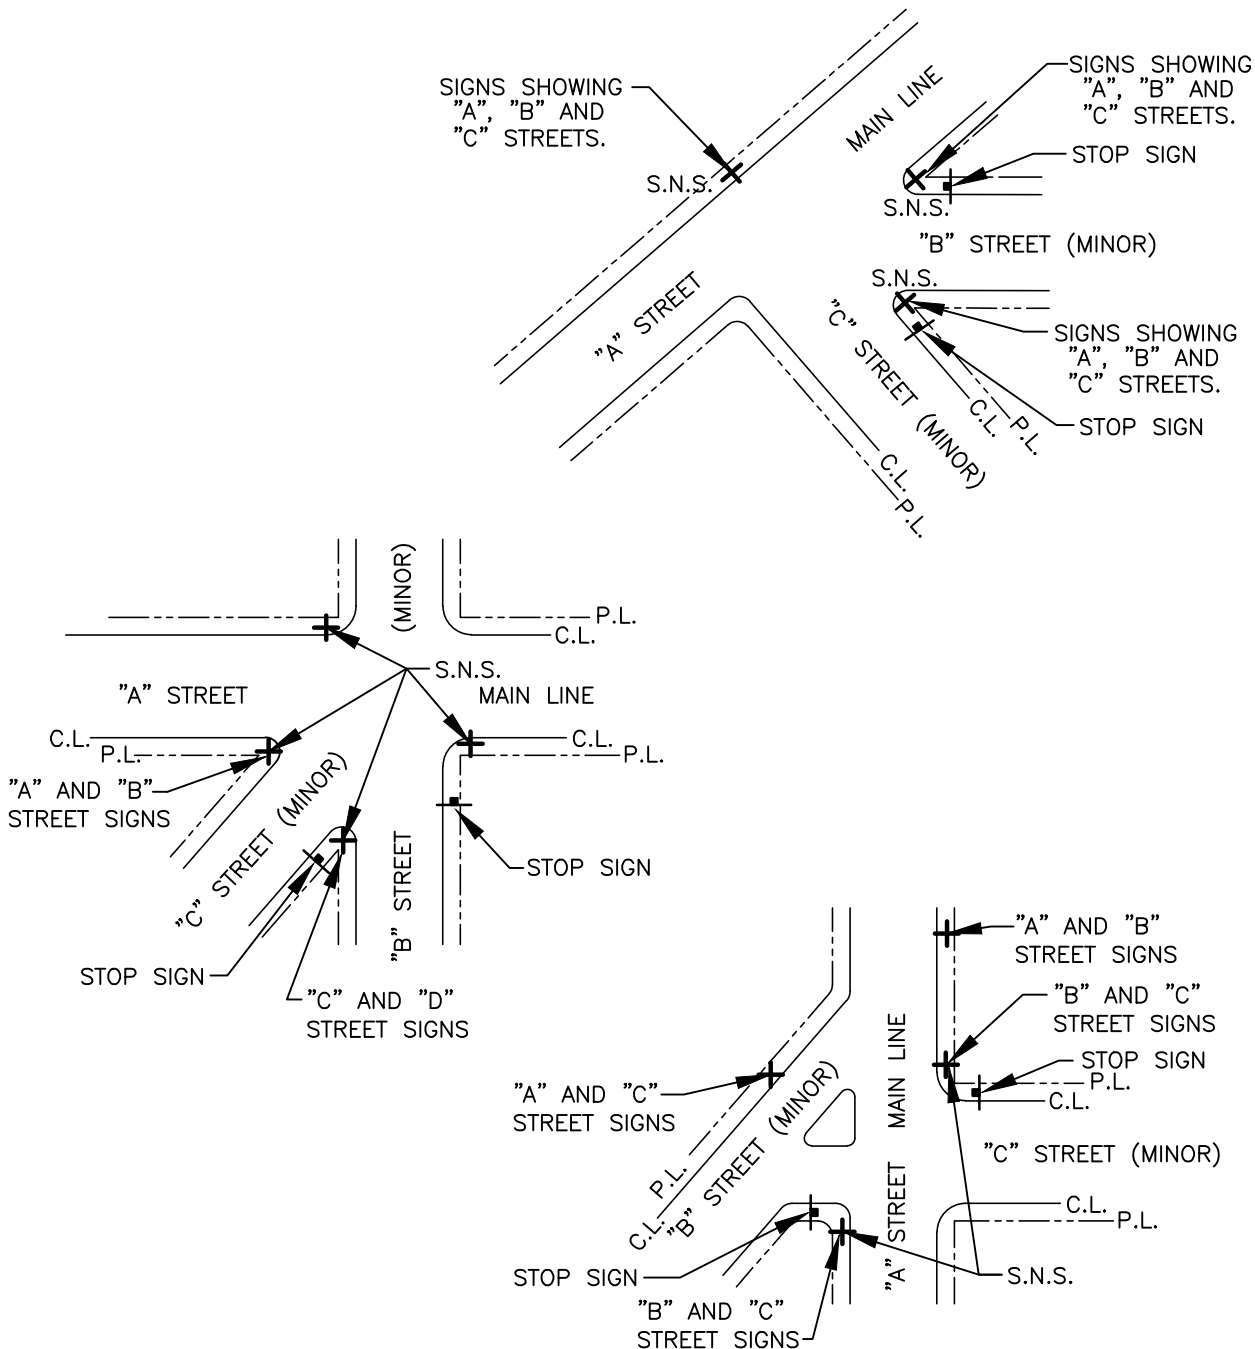 SIGNS SHOWING
"A", "B" AND
"C" STREETS.
S.N.S.
MAIN LINE
SIGNS SHOWING
"A", "B" AND
"C" STREETS.
STOP SIGN
S.N.S.
"B" STREET (MINOR)
S.N.S.
"A" STREET
"C" STREET (MINOR)
SIGNS SHOWING
"A", "B" AND
"C" STREETS.
STOP SIGN
C.L.
P.L.
C.L.
P.L.
(MINOR)
P.L.
C.L.
S.N.S.
"A" STREET
MAIN LINE
C.L.
P.L.
C.L.
P.L.
"A" AND "B"
STREET SIGNS
"C" STREET (MINOR)
"B" STREET
STOP SIGN
STOP SIGN
"C" AND "D"
STREET SIGNS
"A" AND "B"
STREET SIGNS
"B" AND "C"
STREET SIGNS
STOP SIGN
P.L.
C.L.
MAIN LINE
"A" AND "C"
STREET SIGNS
"B" STREET (MINOR)
"C" STREET (MINOR)
P.L.
C.L.
"A" STREET
C.L.
P.L.
STOP SIGN
S.N.S.
"B" AND "C"
STREET SIGNS